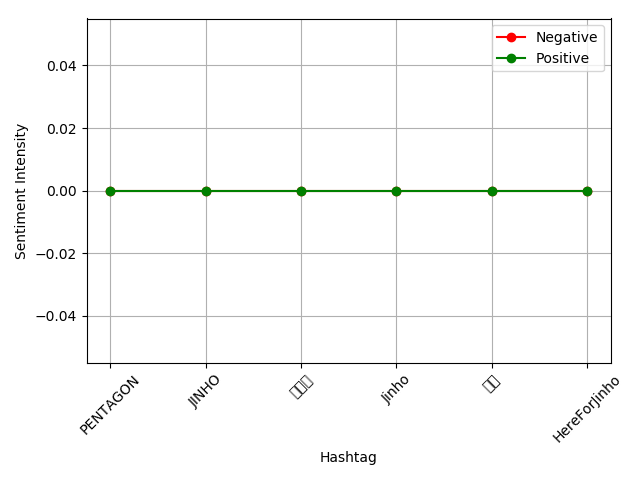 Negative
Positive
0.04
0.02
0.00
−0.02
−0.04
Sentiment Intensity
PENTAGON
JINHO
Jinho
HereForJinho
Hashtag